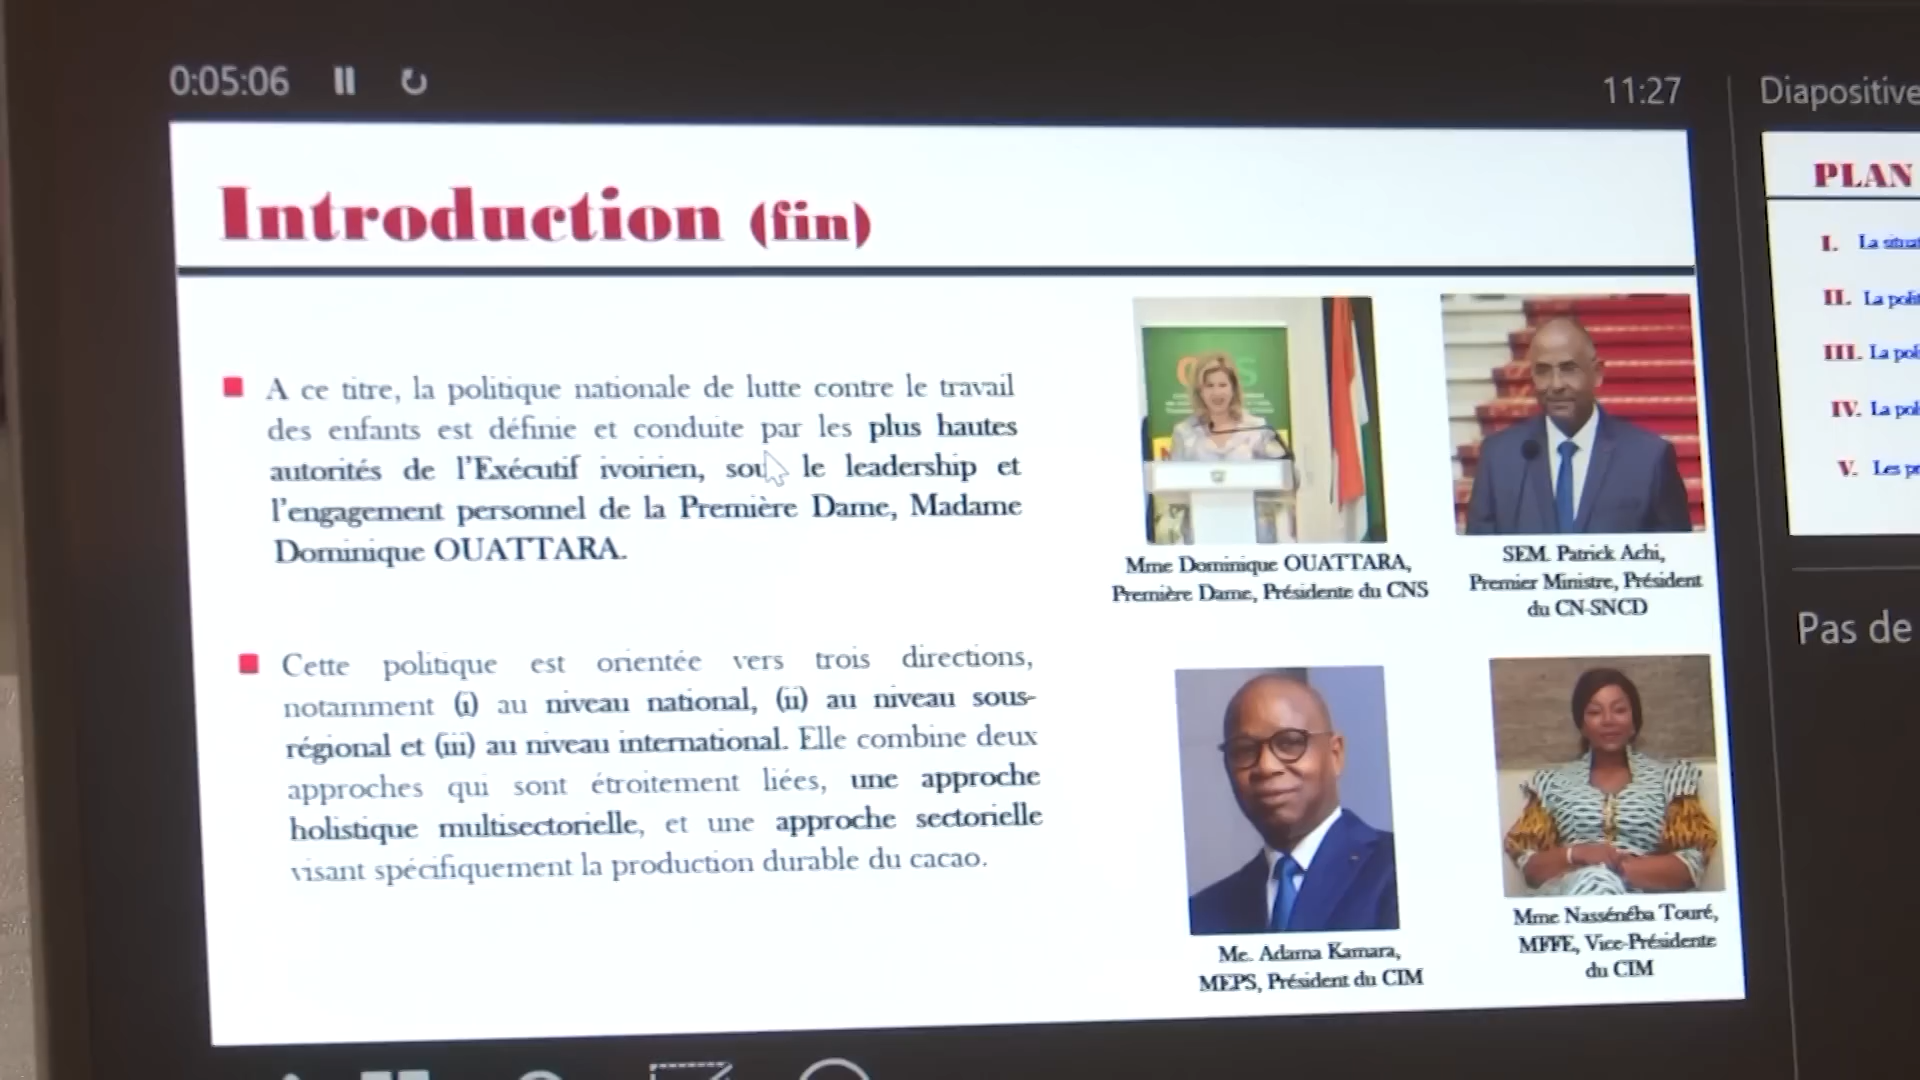 0:05:06
11:27
Diapositive
Introduction (fin)
A ce titre, la politique nationale de lutte contre le travail
des enfants est définie et conduite par les plus hautes
autorités de l'Exécutif ivoirien, sous le leadership et
l'engagement personnel de la Première Dame, Madame
Dominique OUATTARA.
Cette politique est orientée vers trois directions,
notamment (i) au niveau national, (ii) au niveau sous-
régional et (iii) au niveau international. Elle combine deux
approches qui sont étroitement liées, une approche
holistique multisectorielle, et une approche sectorielle
visant spécifiquement la production durable du cacao.
Mme Dominique OUATTARA,
Première Dame, Présidente du CNS
SEM. Patrick Achi,
Premier Ministre, Président
du CN-SNCD
Me. Adama Kamara,
MEPS, Président du CIM
Mme Nassénéba Touré,
MFFE, Vice-Présidente
du CIM
PLAN
I. La
II. La
III. La
IV. La
V. Les
Pas de